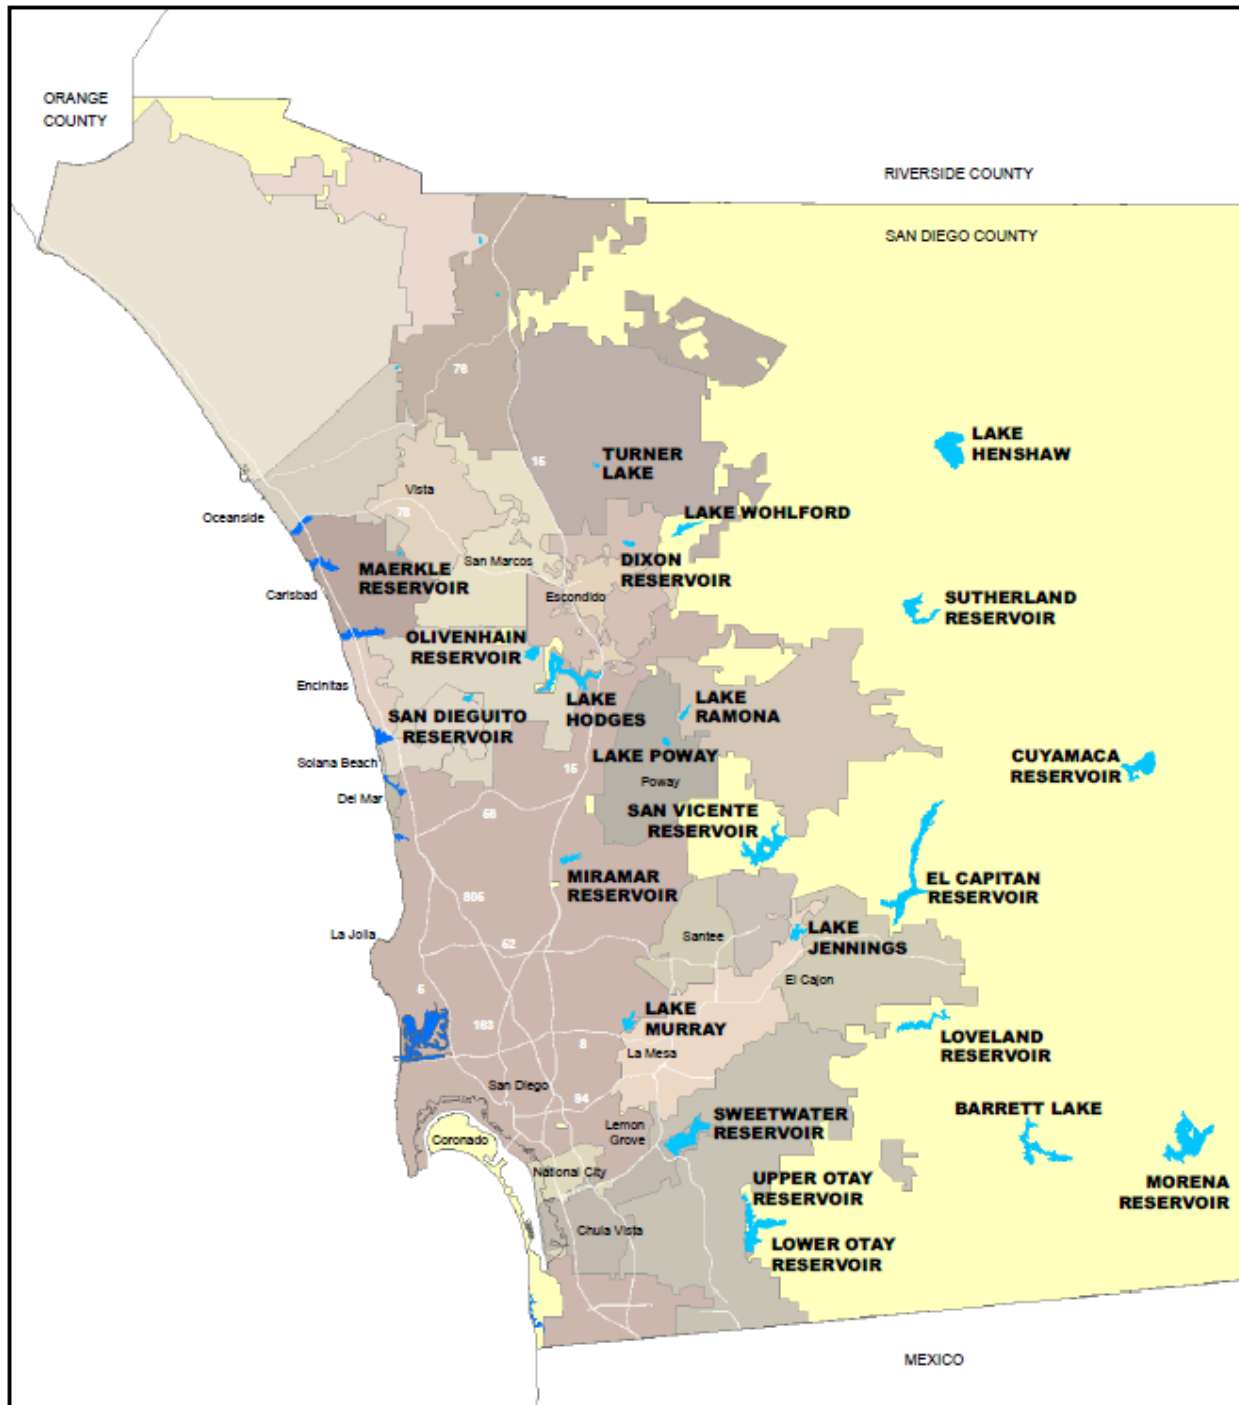 ORANGE
COUNTY
RIVERSIDE COUNTY
SAN DIEGO COUNTY
76
LAKE
HENSHAW
TURNER
LAKE
15
Vista
78
LAKE WOHLFORD
Oceanside
DIXON
RESERVOIR
San Marcos
MAERKLE
RESERVOIR
Carlsbad
Escondido
SUTHERLAND
RESERVOIR
OLIVENHAIN
RESERVOIR
Encinitas
LAKE
HODGES
LAKE
RAMONA
SAN DIEGUITO
RESERVOIR
LAKE POWAY
Poway
CUYAMACA
RESERVOIR
Solana Beach
15
Del Mar
56
SAN VICENTE
RESERVOIR
MIRAMAR
RESERVOIR
EL CAPITAN
RESERVOIR
805
La Jolla
52
Santee
LAKE
JENNINGS
El Cajon
5
163
LAKE
MURRAY
8
La Mesa
LOVELAND
RESERVOIR
San Diego
94
BARRETT LAKE
SWEETWATER
RESERVOIR
Lemon
Grove
Coronado
National City
UPPER OTAY
RESERVOIR
MORENA
RESERVOIR
Chula Vista
LOWER OTAY
RESERVOIR
MEXICO